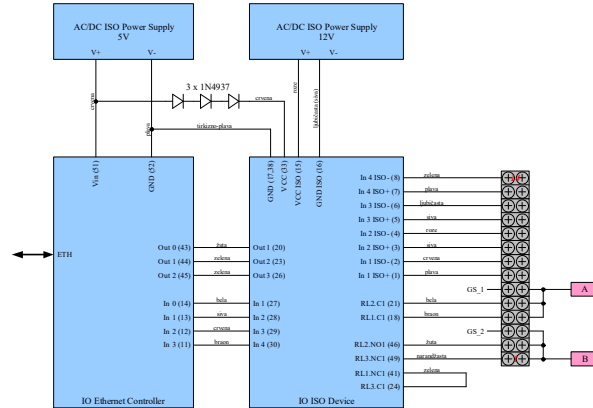 AC/DC ISO Power Supply
5V
V+
V-
AC/DC ISO Power Supply
12V
V+
V-
3 x 1N4937
crvena
plava
crvena
tirkizno-plava
roze
ljubičasta (siva)
Vin (51)
GND (52)
GND (17,38)
VCC (33)
VCC ISO (15)
GND ISO (16)
ETH
Out 0 (43)
Out 1 (44)
Out 2 (45)
In 0 (14)
In 1 (13)
In 2 (12)
In 3 (11)
IO Ethernet Controller
žuta
zelena
zelena
bela
siva
crvena
braon
Out 1 (20)
Out 2 (23)
Out 3 (26)
In 1 (27)
In 2 (28)
In 3 (29)
In 4 (30)
In 4 ISO- (8)
In 4 ISO+ (7)
In 3 ISO- (6)
In 3 ISO+ (5)
In 2 ISO- (4)
In 2 ISO+ (3)
In 1 ISO- (2)
In 1 ISO+ (1)
RL2.C1 (21)
RL1.C1 (18)
RL2.NO1 (46)
RL3.NC1 (49)
RL1.NC1 (41)
RL3.C1 (24)
IO ISO Device
zelena
plava
ljubičasta
siva
roze
siva
crvena
plava
GS_1
bela
braon
GS_2
žuta
narandžasta
zelena
A
B